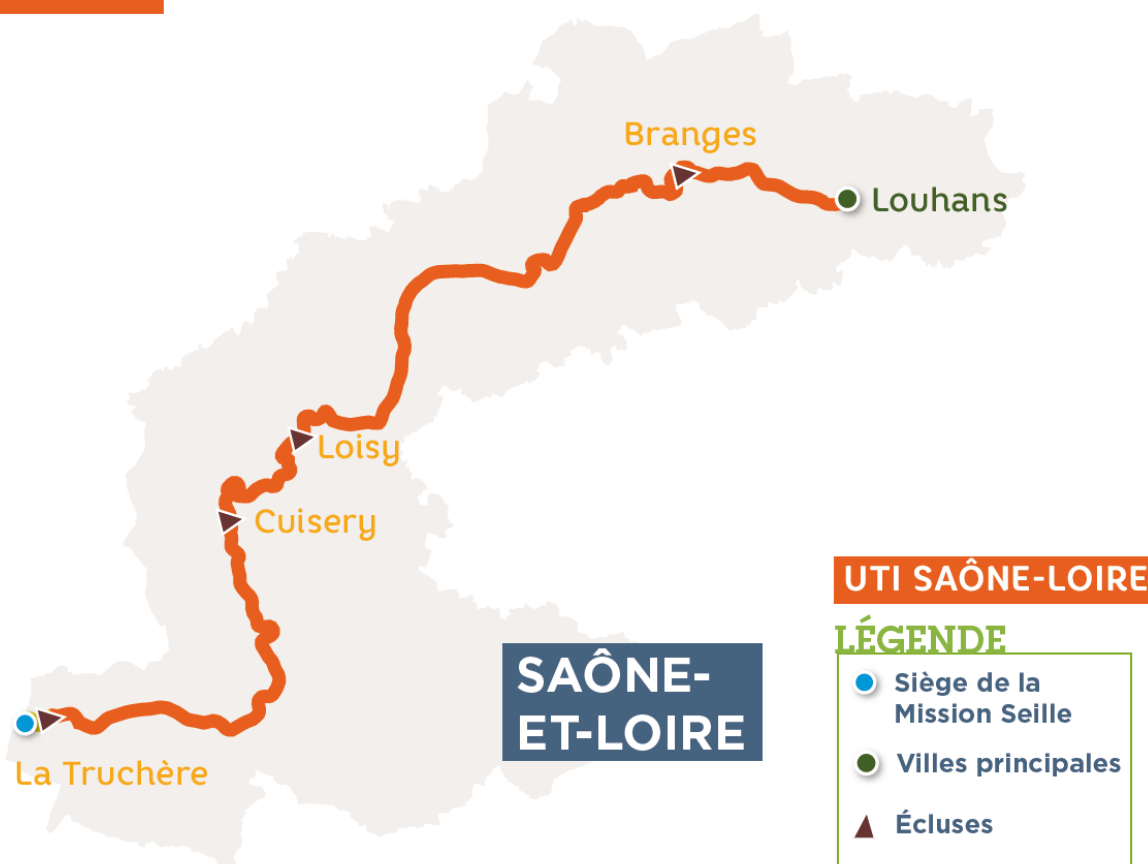 Branges
Louhans
Loisy
Cuisery
La Truchère
SAÔNE-
ET-LOIRE
UTI SAÔNE-LOIRE
LÉGENDE
Siège de la
Mission Seille
Villes principales
Écluses